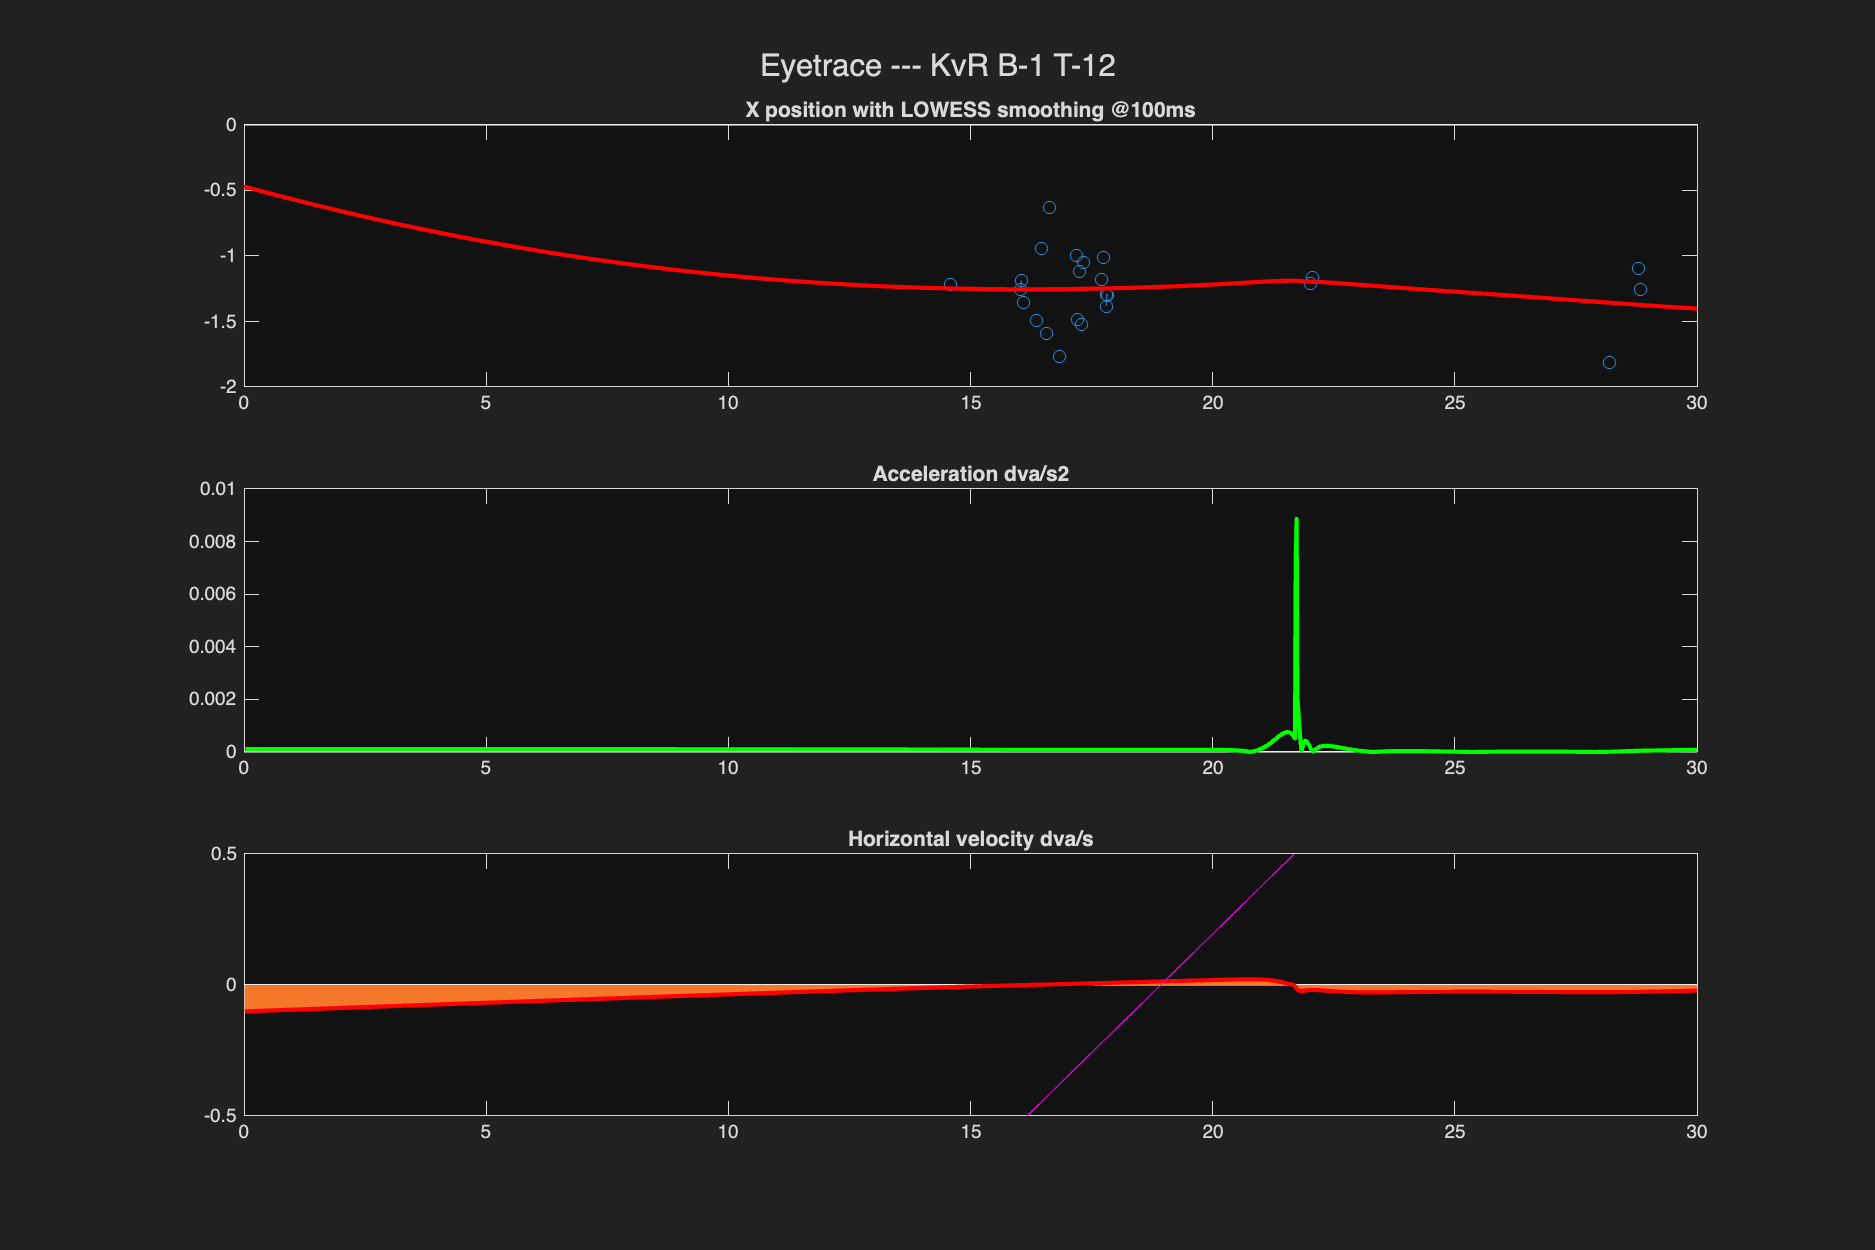 Eyetrace --- KvR B-1 T-12
X position with LOWESS smoothing @100ms
0
-0.5
-1
-1.5
-2
0 5 10 15 20 25 30
Acceleration dva/s2
0.01
0.008
0.006
0.004
0.002
0
0 5 10 15 20 25 30
Horizontal velocity dva/s
0.5
0
-0.5
0 5 10 15 20 25 30